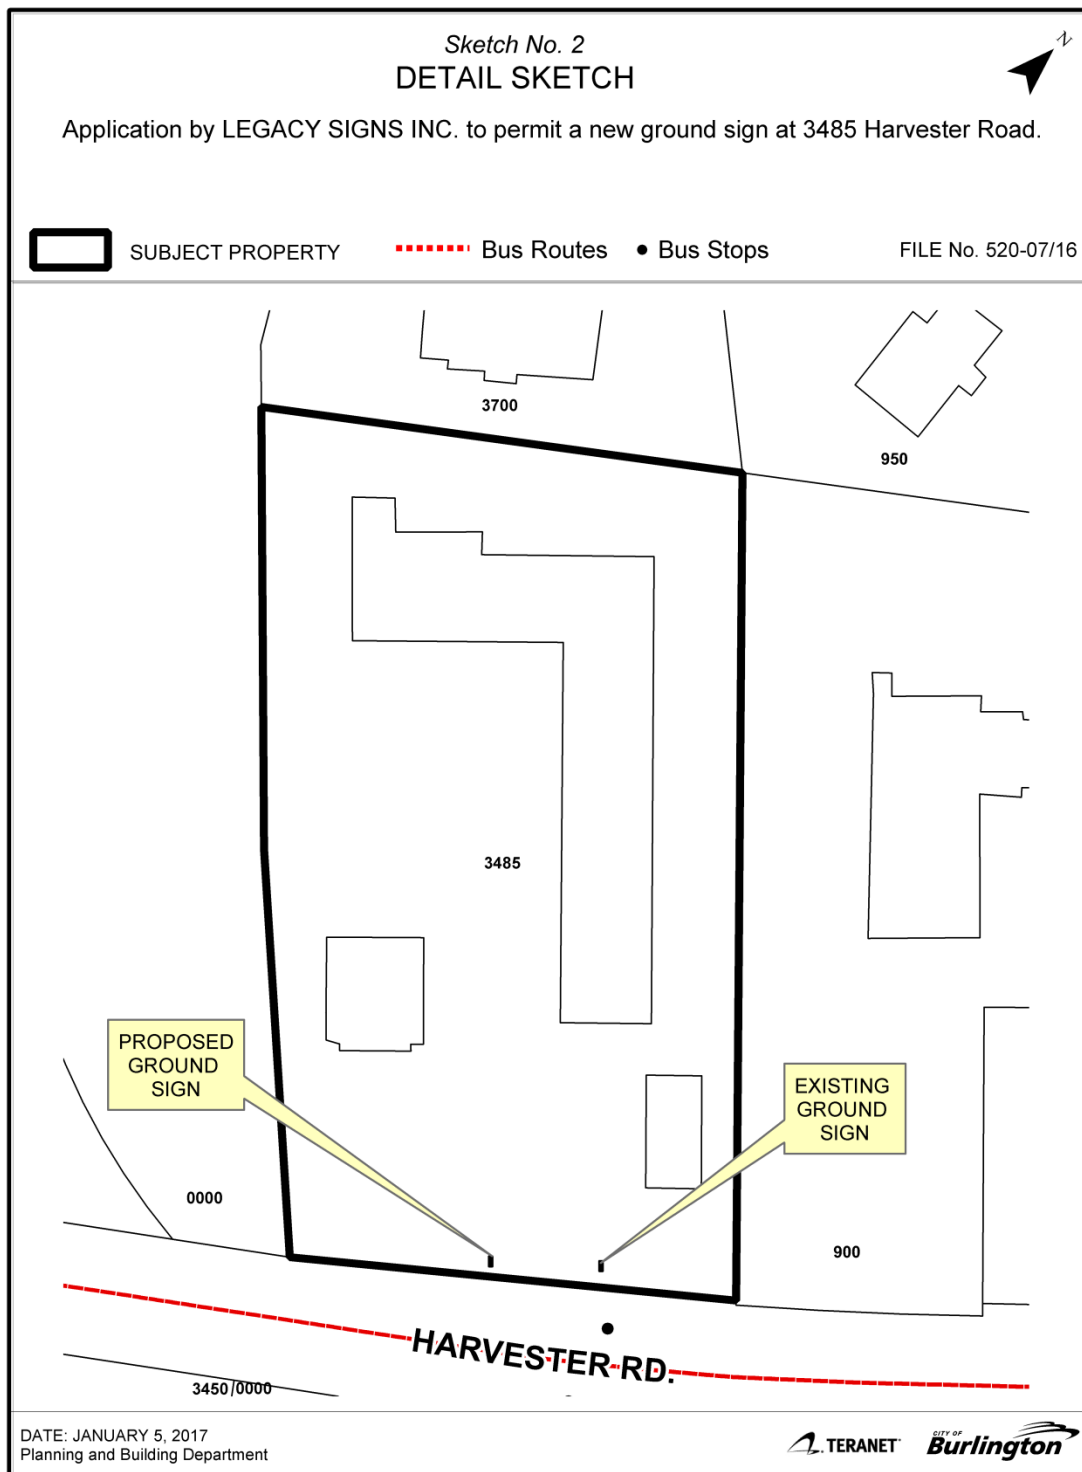 Sketch No. 2
DETAIL SKETCH
N
Application by LEGACY SIGNS INC. to permit a new ground sign at 3485 Harvester Road.
SUBJECT PROPERTY
Bus Routes
Bus Stops
FILE No. 520-07/16
3700
950
3485
PROPOSED
GROUND
SIGN
EXISTING
GROUND
SIGN
0000
900
HARVESTER RD.
3450/0000
DATE: JANUARY 5, 2017
Planning and Building Department
TERANET
CITY OF
Burlington